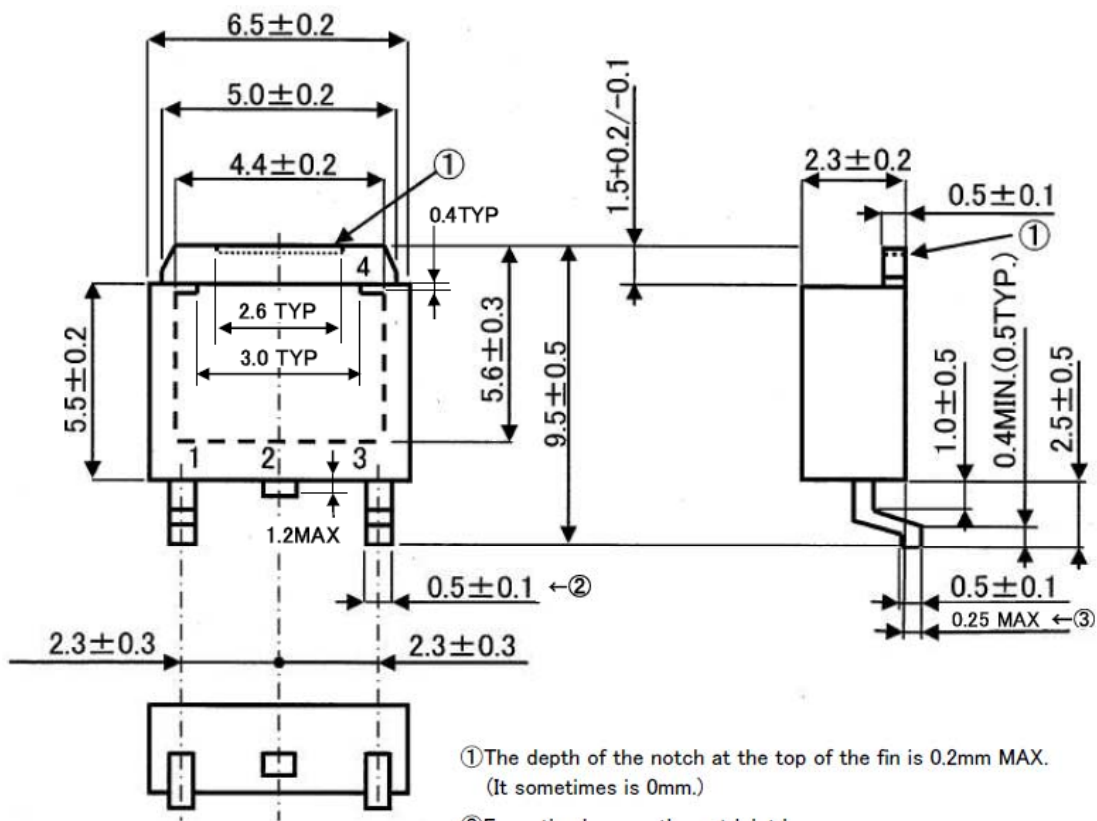 6.5±0.2
5.0±0.2
4.4±0.2
①
0.4TYP
1.5+0.2/-0.1
2.3±0.2
0.5±0.1
①
4
2.6 TYP
3.0 TYP
5.5±0.2
5.6±0.3
9.5±0.5
1.0±0.5
0.4MIN.(0.5TYP.)
2.5±0.5
1 2 3
1.2MAX
0.5±0.1 ←②
0.5±0.1
0.25 MAX ←③
2.3±0.3
2.3±0.3
①The depth of the notch at the top of the fin is 0.2mm MAX.
(It sometimes is 0mm.)